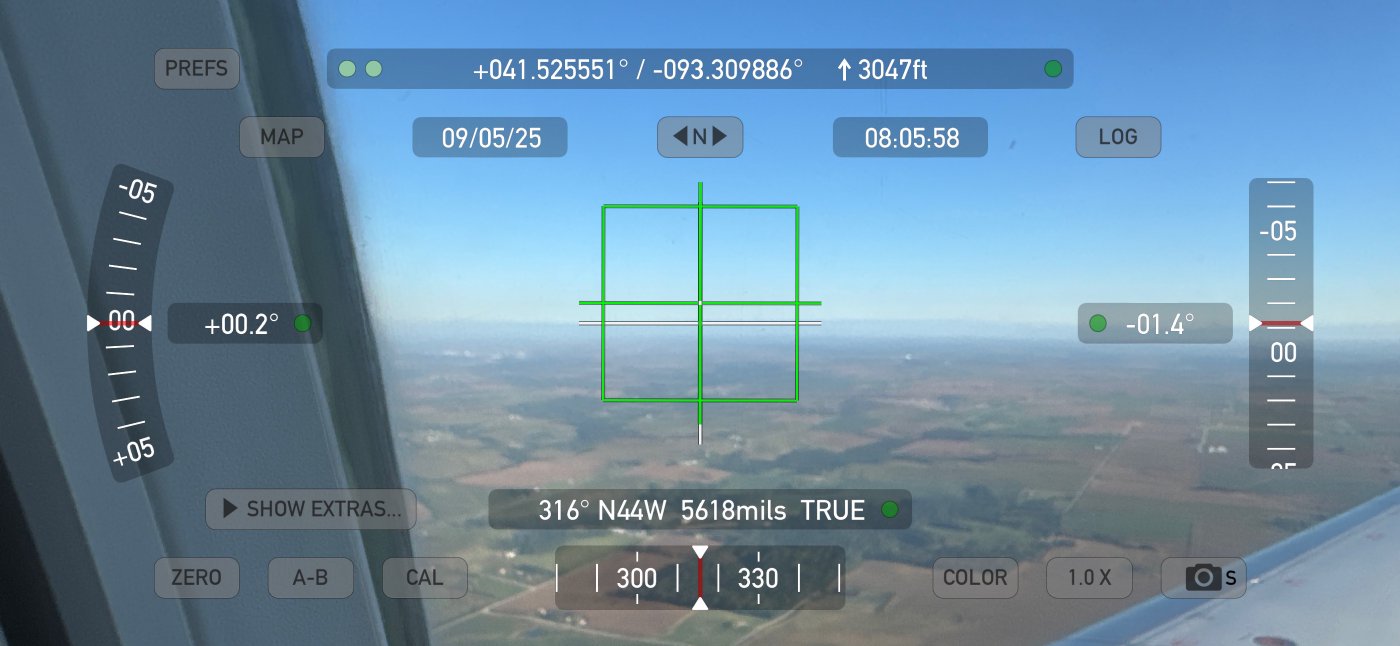 PREFS
+041.525551° / -093.309886° ↑ 3047ft
MAP
09/05/25
◀N▶
08:05:58
LOG
-05
00
+05
+00.2°
-01.4°
-05
00
▶ SHOW EXTRAS...
316° N44W 5618mils TRUE
ZERO
A-B
CAL
300
330
COLOR
1.0 X
S